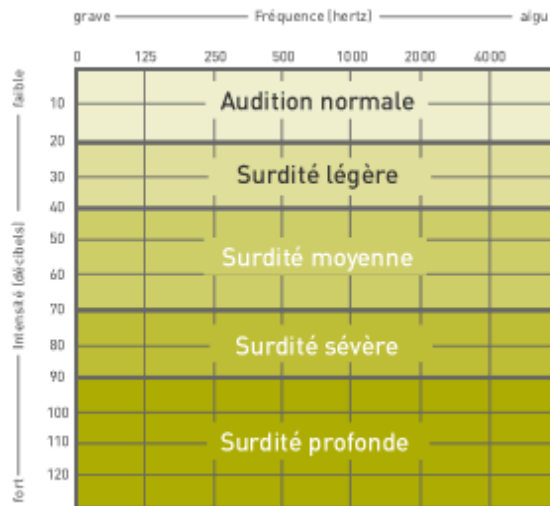 grave Fréquence (hertz) aigu
0 125 250 500 1000 2000 4000
faible
Intensité (décibels)
fort
10
Audition normale
20
30
Surdité légère
40
50
Surdité moyenne
60
70
80
Surdité sévère
90
100
110
Surdité profonde
120